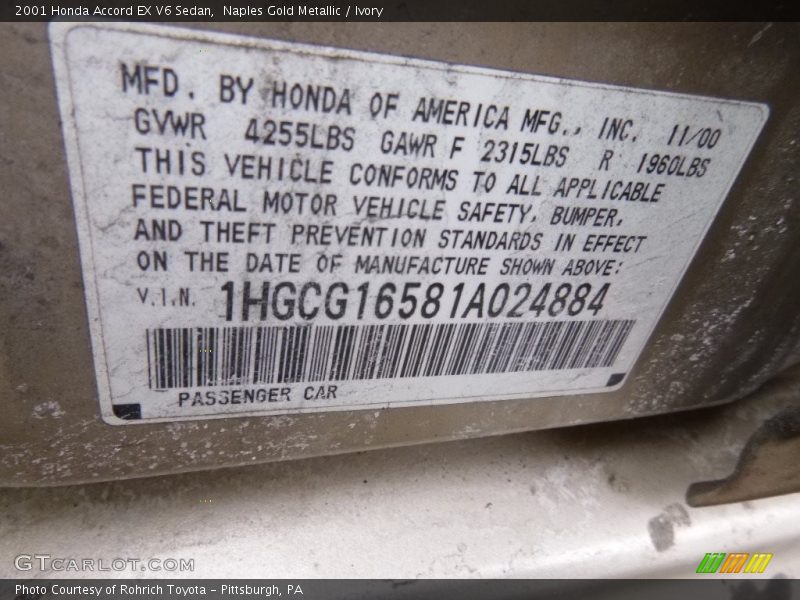 2001 Honda Accord EX V6 Sedan, Naples Gold Metallic / Ivory
MFD. BY HONDA OF AMERICA MFG., INC. 11/00
GVWR 4255LBS GAWR F 2315LBS R 1960LBS
THIS VEHICLE CONFORMS TO ALL APPLICABLE
FEDERAL MOTOR VEHICLE SAFETY, BUMPER,
AND THEFT PREVENTION STANDARDS IN EFFECT
ON THE DATE OF MANUFACTURE SHOWN ABOVE:
V.I.N. 1HGCG16581A024884
PASSENGER CAR
GTCARLOT.COM
Photo Courtesy of Rohrich Toyota - Pittsburgh, PA